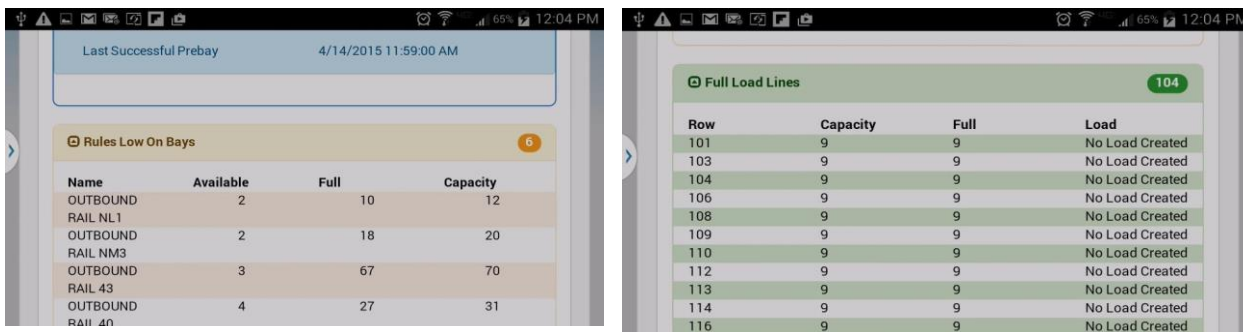 65% 12:04 PM
Last Successful Prebay 4/14/2015 11:59:00 AM
Rules Low On Bays 6
Name Available Full Capacity
OUTBOUND 2 10 12
RAIL NL1
OUTBOUND 2 18 20
RAIL NM3
OUTBOUND 3 67 70
RAIL 43
OUTBOUND 4 27 31
RAIL 40
65% 12:04 PM
Full Load Lines 104
Row Capacity Full Load
101 9 9 No Load Created
103 9 9 No Load Created
104 9 9 No Load Created
106 9 9 No Load Created
108 9 9 No Load Created
109 9 9 No Load Created
110 9 9 No Load Created
112 9 9 No Load Created
113 9 9 No Load Created
114 9 9 No Load Created
116 9 9 No Load Created